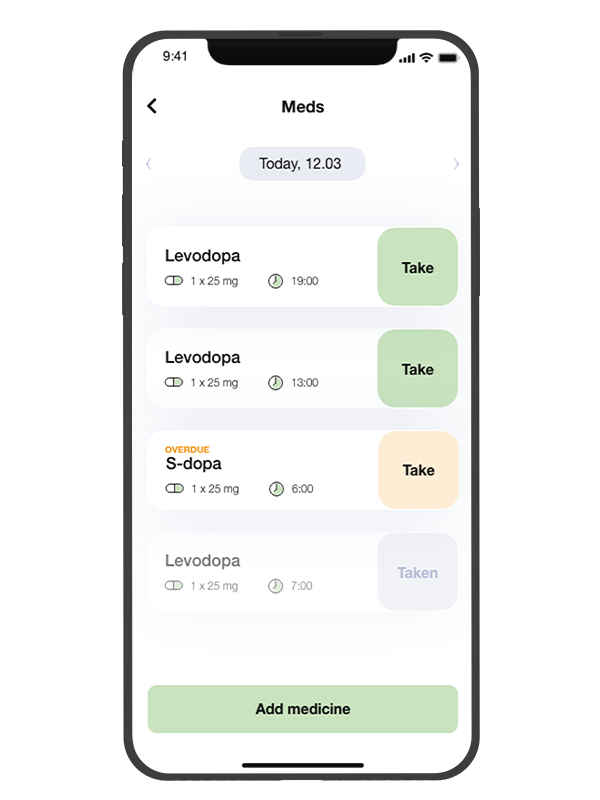 9:41
Meds
Today, 12.03
Levodopa
1 x 25 mg 19:00
Take
Levodopa
1 x 25 mg 13:00
Take
OVERDUE
S-dopa
1 x 25 mg 6:00
Take
Levodopa
1 x 25 mg 7:00
Taken
Add medicine